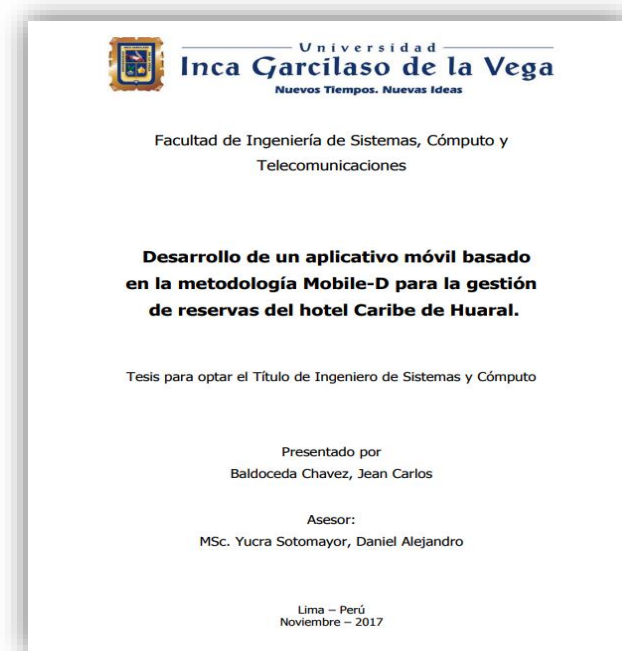 Universidad
Inca Garcilaso de la Vega
Nuevos Tiempos. Nuevas Ideas
Facultad de Ingeniería de Sistemas, Cómputo y
Telecomunicaciones
Desarrollo de un aplicativo móvil basado
en la metodología Mobile-D para la gestión
de reservas del hotel Caribe de Huaral.
Tesis para optar el Título de Ingeniero de Sistemas y Cómputo
Presentado por
Baldoceda Chavez, Jean Carlos
Asesor:
MSc. Yucra Sotomayor, Daniel Alejandro
Lima – Perú
Noviembre – 2017